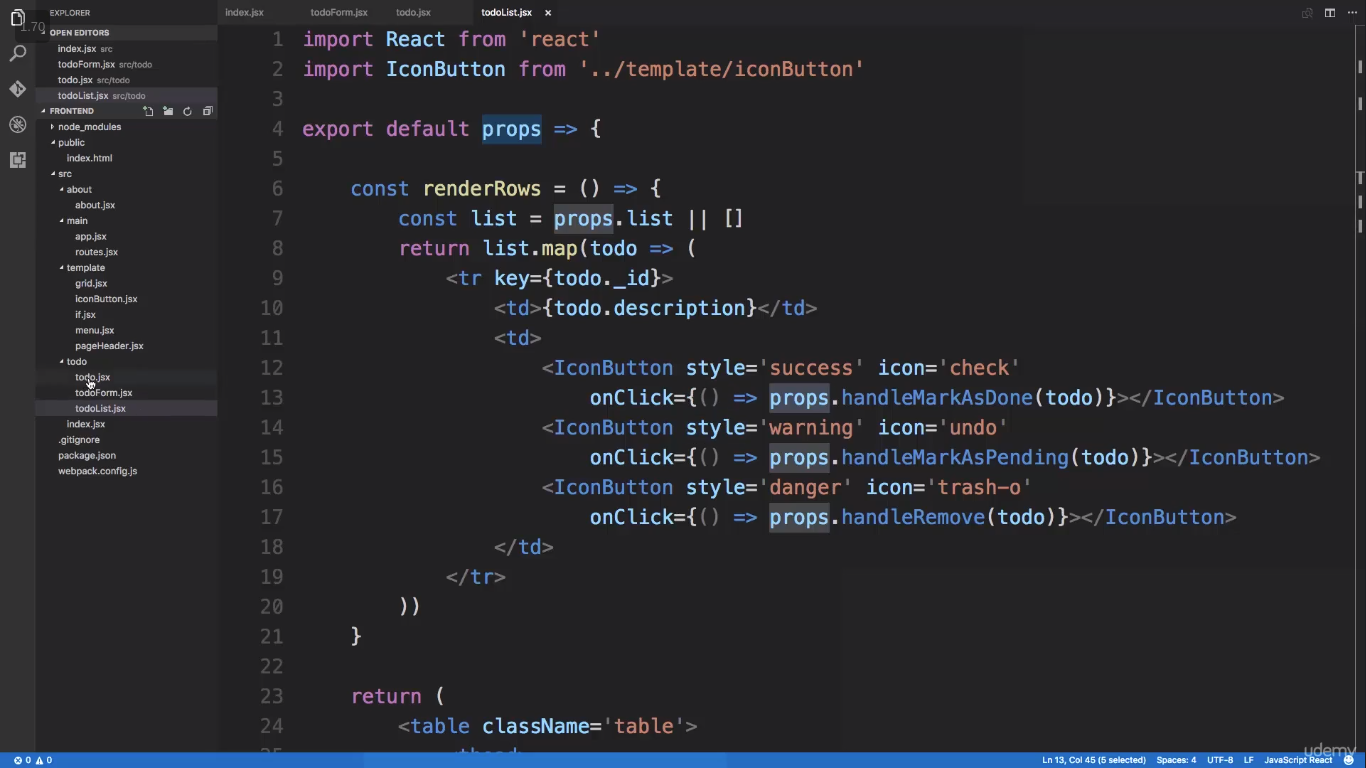 1.70
EXPLORER
OPEN EDITORS
index.jsx src
todoForm.jsx src/todo
todo.jsx src/todo
todoList.jsx src/todo
FRONTEND
node_modules
public
index.html
src
about
about.jsx
main
app.jsx
routes.jsx
template
grid.jsx
iconButton.jsx
if.jsx
menu.jsx
pageHeader.jsx
todo
todo.jsx
todoForm.jsx
todoList.jsx
index.jsx
.gitignore
package.json
webpack.config.js
index.jsx todoForm.jsx todo.jsx todoList.jsx ×
1 import React from 'react'
2 import IconButton from '../template/iconButton'
3
4 export default props => {
5
6 const renderRows = () => {
7 const list = props.list || []
8 return list.map(todo => (
9 <tr key={todo._id}>
10 <td>{todo.description}</td>
11 <td>
12 <IconButton style='success' icon='check'
13 onClick={() => props.handleMarkAsDone(todo)}></IconButton>
14 <IconButton style='warning' icon='undo'
15 onClick={() => props.handleMarkAsPending(todo)}></IconButton>
16 <IconButton style='danger' icon='trash-o'
17 onClick={() => props.handleRemove(todo)}></IconButton>
18 </td>
19 </tr>
20 ))
21 }
22
23 return (
24 <table className='table'>
<thead>
udemy
0 0 Ln 13, Col 45 (5 selected) Spaces: 4 UTF-8 LF JavaScript React